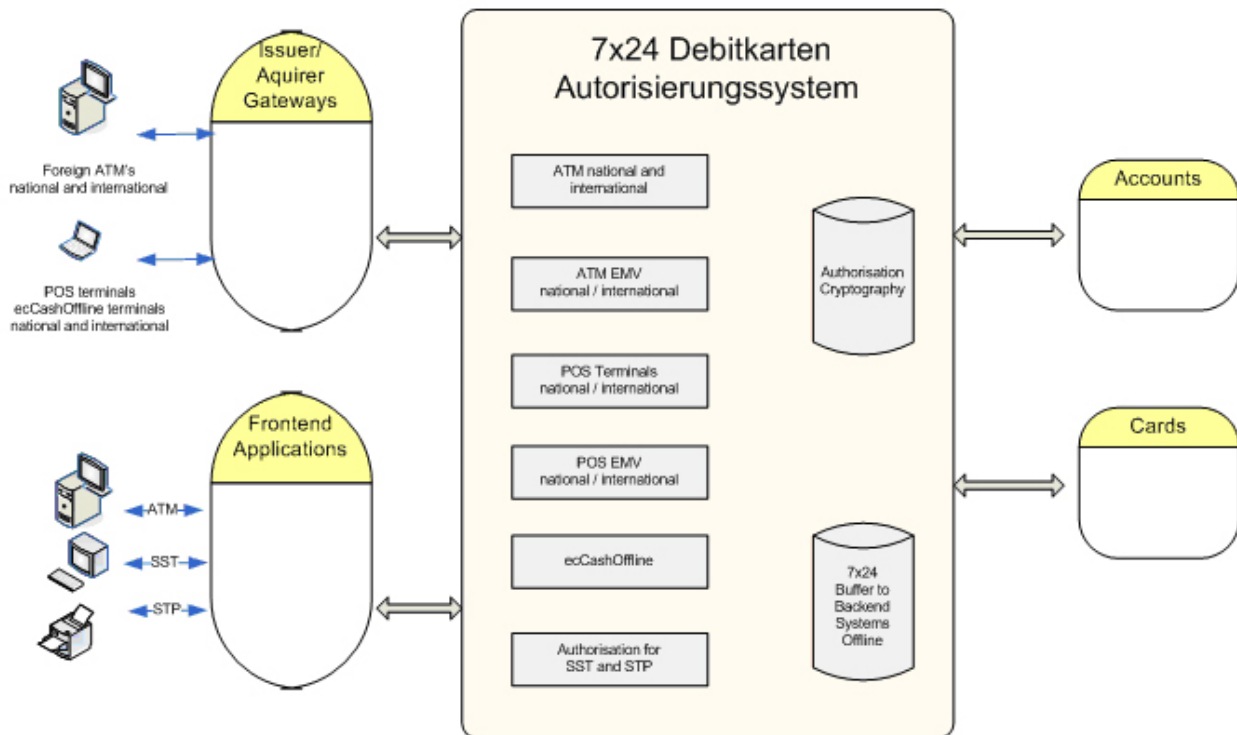 7x24 Debitkarten
Autorisierungssystem
Issuer/
Aquirer
Gateways
Foreign ATM's
national and international
POS terminals
ecCashOffline terminals
national and international
Frontend
Applications
ATM
SST
STP
ATM national and
international
ATM EMV
national / international
POS Terminals
national / international
POS EMV
national / international
ecCashOffline
Authorisation for
SST and STP
Authorisation
Cryptography
7x24
Buffer to
Backend
Systems
Offline
Accounts
Cards